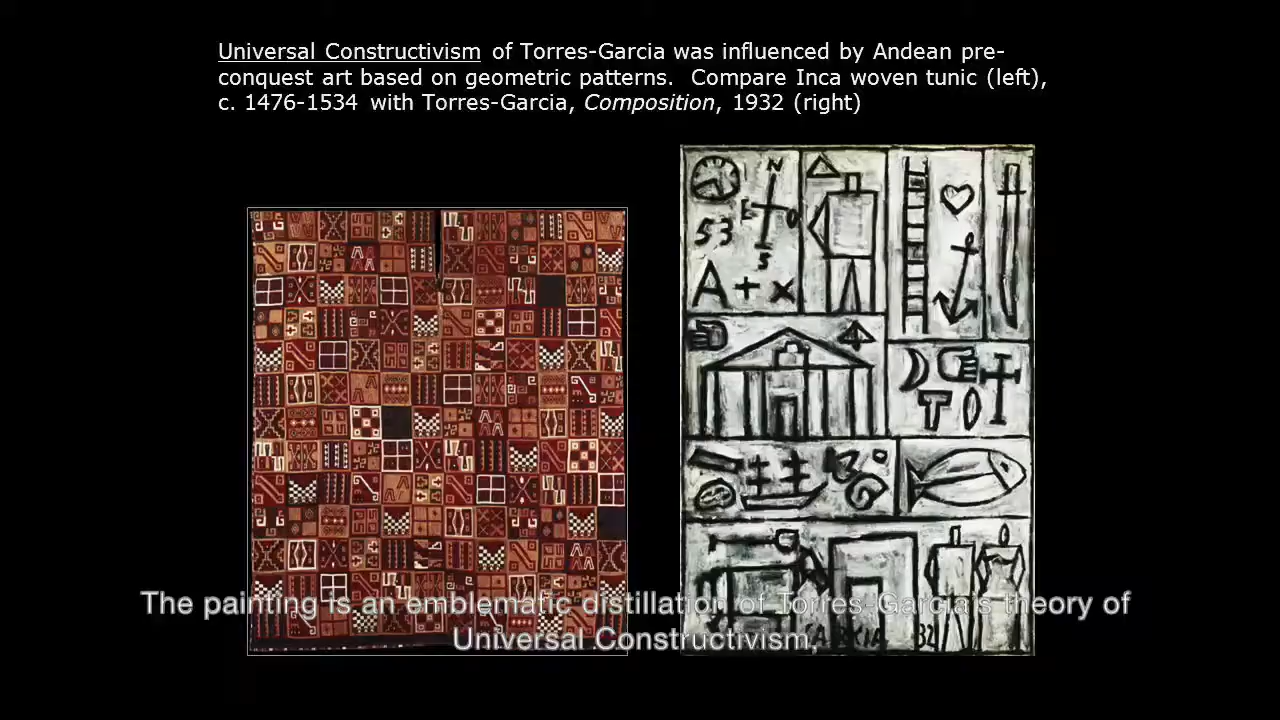 Universal Constructivism of Torres-Garcia was influenced by Andean pre-
conquest art based on geometric patterns. Compare Inca woven tunic (left),
c. 1476-1534 with Torres-Garcia, Composition, 1932 (right)
N
E O
53
S
A + x
T
32
The painting is an emblematic distillation of Torres-Garcia's theory of
Universal Constructivism,